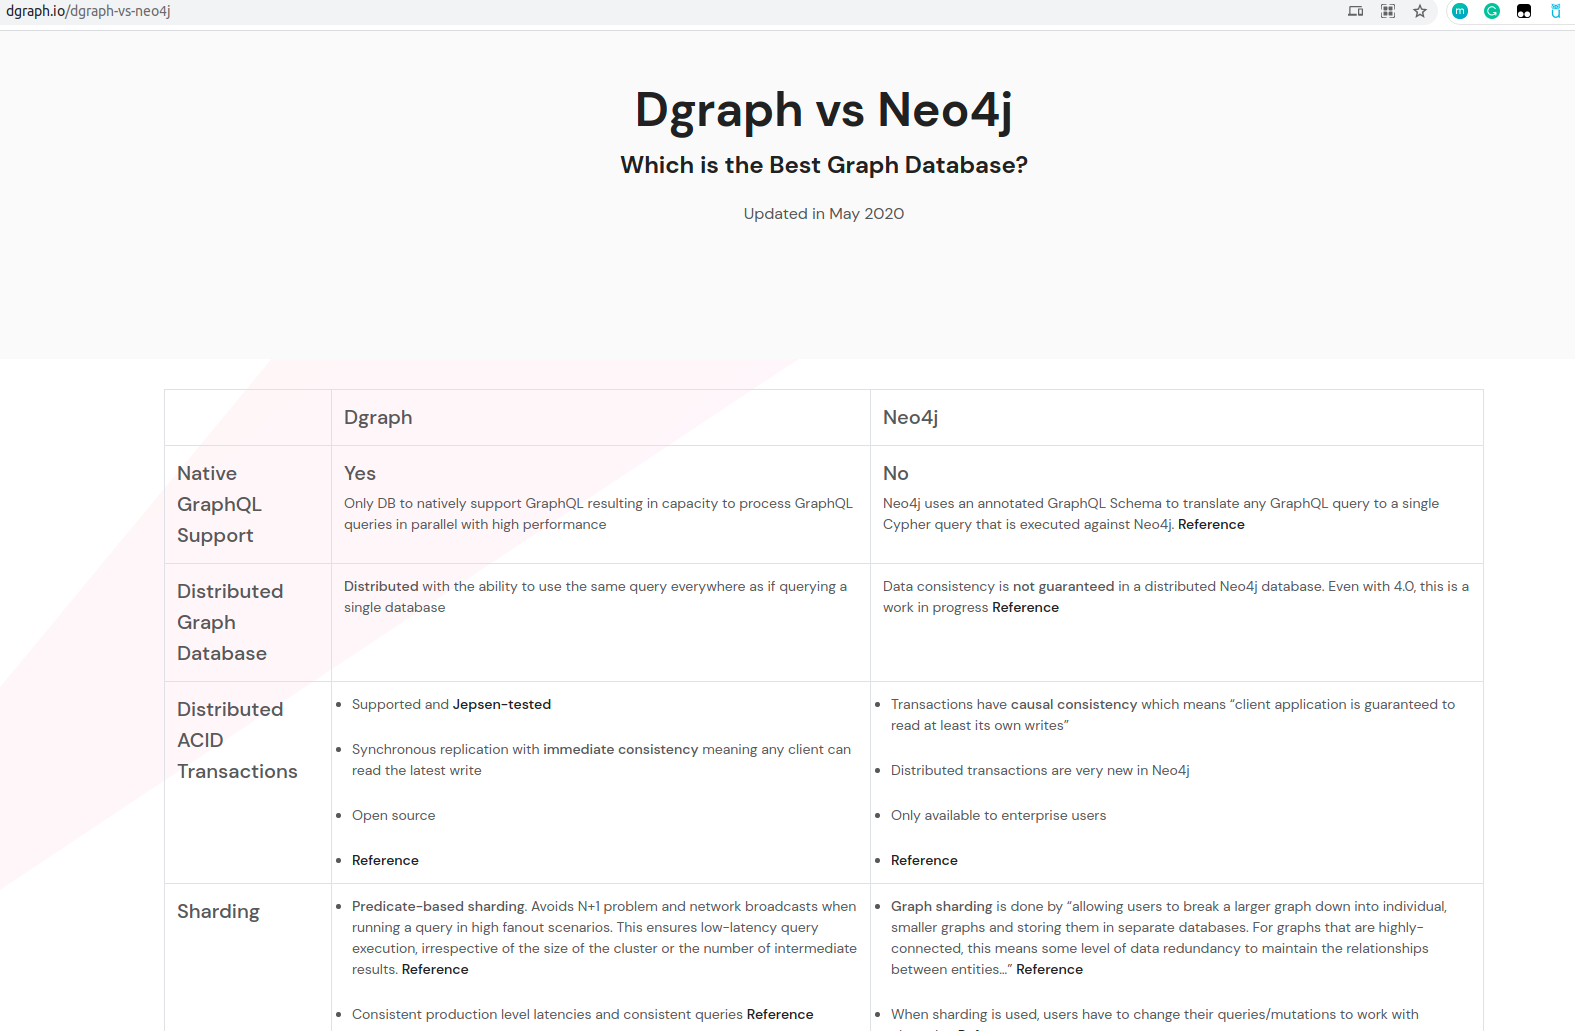 dgraph.io/dgraph-vs-neo4j
Dgraph vs Neo4j
Which is the Best Graph Database?
Updated in May 2020
Dgraph
Neo4j
Native
GraphQL
Support
Yes
Only DB to natively support GraphQL resulting in capacity to process GraphQL
queries in parallel with high performance
No
Neo4j uses an annotated GraphQL Schema to translate any GraphQL query to a single
Cypher query that is executed against Neo4j. Reference
Distributed
Graph
Database
Distributed with the ability to use the same query everywhere as if querying a
single database
Data consistency is not guaranteed in a distributed Neo4j database. Even with 4.0, this is a
work in progress Reference
Distributed
ACID
Transactions
• Supported and Jepsen-tested
• Synchronous replication with immediate consistency meaning any client can
read the latest write
• Open source
• Reference
• Transactions have causal consistency which means “client application is guaranteed to
read at least its own writes”
• Distributed transactions are very new in Neo4j
• Only available to enterprise users
• Reference
Sharding
• Predicate-based sharding. Avoids N+1 problem and network broadcasts when
running a query in high fanout scenarios. This ensures low-latency query
execution, irrespective of the size of the cluster or the number of intermediate
results. Reference
• Consistent production level latencies and consistent queries Reference
• Graph sharding is done by “allowing users to break a larger graph down into individual,
smaller graphs and storing them in separate databases. For graphs that are highly-
connected, this means some level of data redundancy to maintain the relationships
between entities…” Reference
• When sharding is used, users have to change their queries/mutations to work with